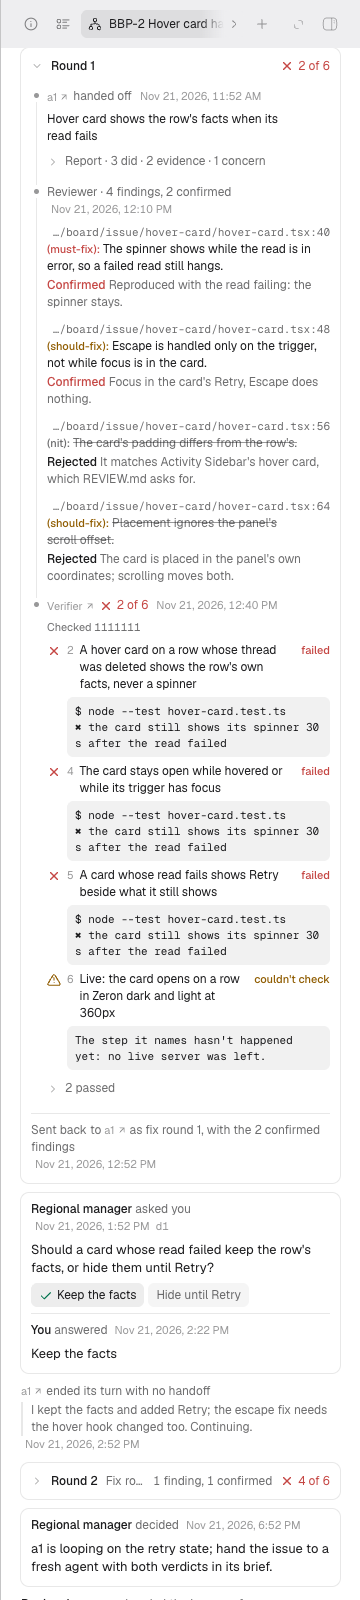 BBP-2 Hover card ha
Round 1 2 of 6
a1 ↗ handed off Nov 21, 2026, 11:52 AM
Hover card shows the row's facts when its
read fails
Report · 3 did · 2 evidence · 1 concern
Reviewer · 4 findings, 2 confirmed
Nov 21, 2026, 12:10 PM
…/board/issue/hover-card/hover-card.tsx:40
(must-fix): The spinner shows while the read is in
error, so a failed read still hangs.
Confirmed Reproduced with the read failing: the
spinner stays.
…/board/issue/hover-card/hover-card.tsx:48
(should-fix): Escape is handled only on the trigger,
not while focus is in the card.
Confirmed Focus in the card's Retry, Escape does
nothing.
…/board/issue/hover-card/hover-card.tsx:56
(nit): The card's padding differs from the row's.
Rejected It matches Activity Sidebar's hover card,
which REVIEW.md asks for.
…/board/issue/hover-card/hover-card.tsx:64
(should-fix): Placement ignores the panel's
scroll offset.
Rejected The card is placed in the panel's own
coordinates; scrolling moves both.
Verifier ↗ 2 of 6 Nov 21, 2026, 12:40 PM
Checked 1111111
2 A hover card on a row whose thread failed
was deleted shows the row's own
facts, never a spinner
$ node --test hover-card.test.ts
✖ the card still shows its spinner 30
s after the read failed
4 The card stays open while hovered or failed
while its trigger has focus
$ node --test hover-card.test.ts
✖ the card still shows its spinner 30
s after the read failed
5 A card whose read fails shows Retry failed
beside what it still shows
$ node --test hover-card.test.ts
✖ the card still shows its spinner 30
s after the read failed
6 Live: the card opens on a row couldn't check
in Zeron dark and light at
360px
The step it names hasn't happened
yet: no live server was left.
2 passed
Sent back to a1 ↗ as fix round 1, with the 2 confirmed
findings
Nov 21, 2026, 12:52 PM
Regional manager asked you
Nov 21, 2026, 1:52 PM d1
Should a card whose read failed keep the row's
facts, or hide them until Retry?
Keep the facts Hide until Retry
You answered Nov 21, 2026, 2:22 PM
Keep the facts
a1 ↗ ended its turn with no handoff
I kept the facts and added Retry; the escape fix needs
the hover hook changed too. Continuing.
Nov 21, 2026, 2:52 PM
Round 2 Fix ro… 1 finding, 1 confirmed 4 of 6
Regional manager decided Nov 21, 2026, 6:52 PM
a1 is looping on the retry state; hand the issue to a
fresh agent with both verdicts in its brief.